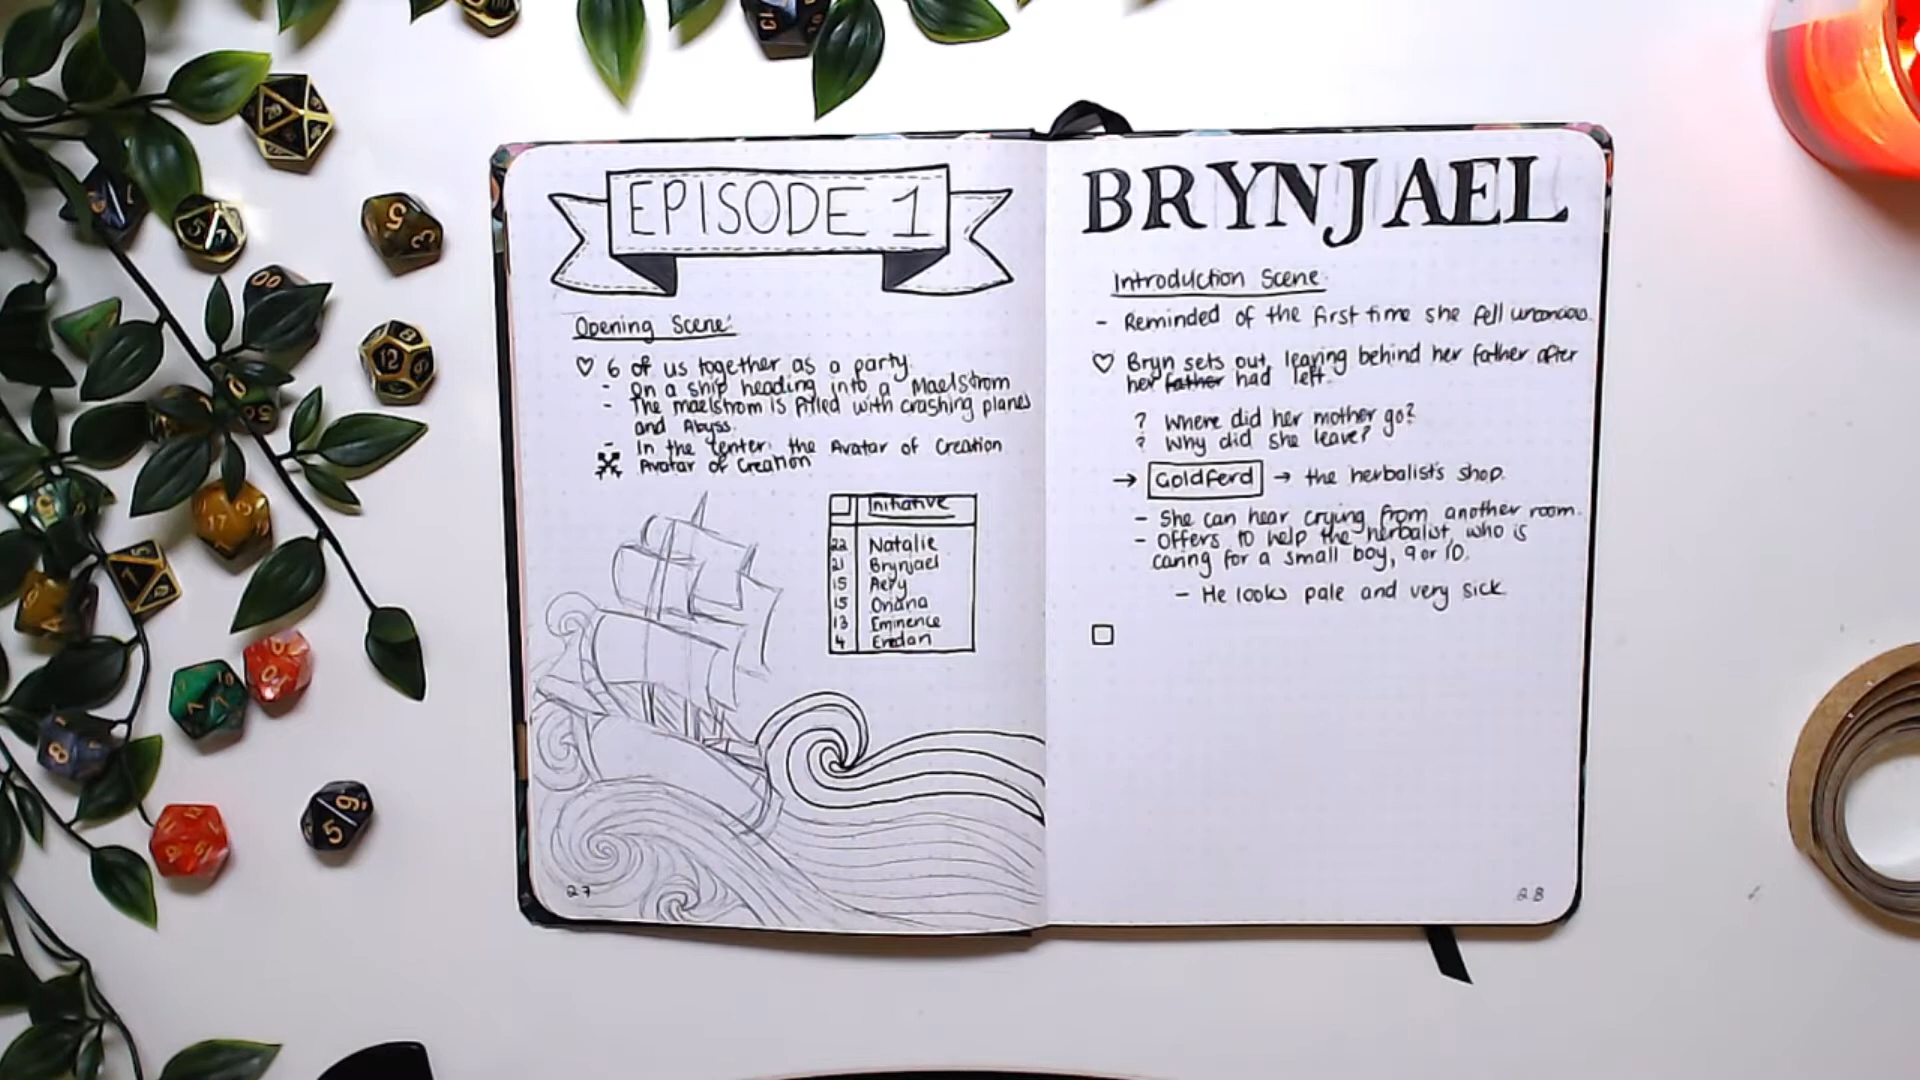 EPISODE 1
Opening Scene:
♡ 6 of us together as a party.
- On a ship heading into a Maelstrom
- The maelstrom is filled with crashing planes
and Abyss.
- In the center: the Avatar of Creation
Avatar of Creation
Initiative
22 Natalie
21 Brynjael
15 Aery
15 Oriana
13 Eminence
4 Eredan
27
BRYNJAEL
Introduction Scene:
- Reminded of the first time she fell unconcious.
♡ Bryn sets out, leaving behind her father after
her father had left.
? Where did her mother go?
? Why did she leave?
→ Goldferd → the herbalist's shop.
- She can hear crying from another room.
- Offers to help the herbalist, who is
caring for a small boy, 9 or 10.
- He looks pale and very sick.
28